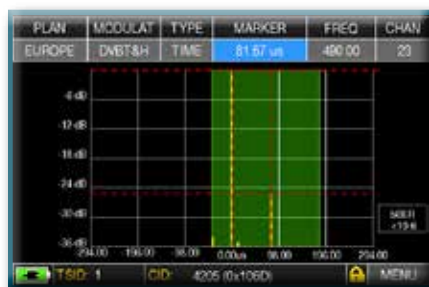 PLAN MODULAT TYPE MARKER FREQ CHAN
EUROPE DVBT&H TIME 81.67 us 490.00 23
-6 dB
-12 dB
-18 dB
-24 dB
-30 dB
-36 dB
-294.00 -196.00 -98.00 0.00us 98.00 196.00 294.00
TSID: 1 CID: 4205 (0x106D) MENU